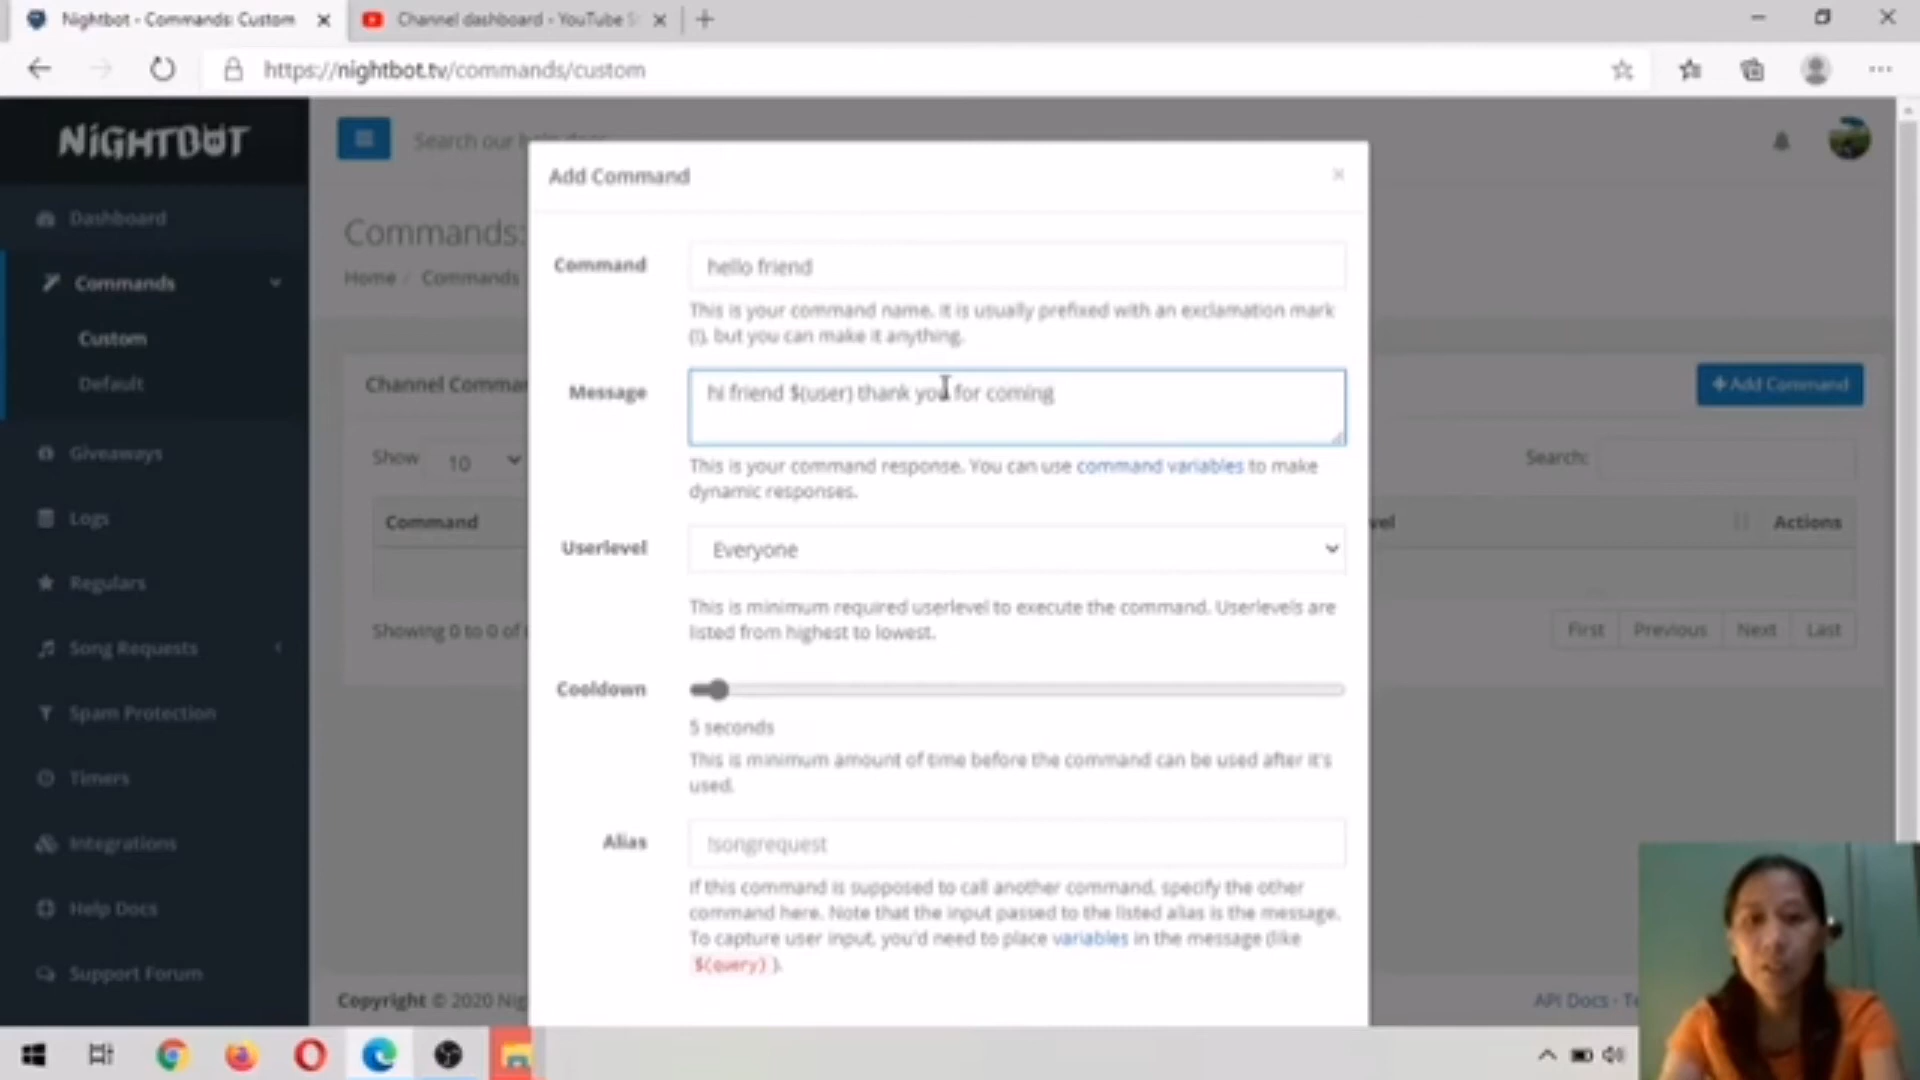 Nightbot - Commands: Custom
Channel dashboard - YouTube S
https://nightbot.tv/commands/custom
NIGHTBOT
Search our help docs
Dashboard
Commands
Custom
Default
Giveaways
Logs
Regulars
Song Requests
Spam Protection
Timers
Integrations
Help Docs
Support Forum
Commands:
Home / Commands
Channel Comman
+Add Command
Show 10
Search:
Command
vel
Actions
Showing 0 to 0 of
First Previous Next Last
Copyright © 2020 Nig
API Docs · Te
Add Command
×
Command
hello friend
This is your command name. It is usually prefixed with an exclamation mark
(!), but you can make it anything.
Message
hi friend $(user) thank you for coming
This is your command response. You can use command variables to make
dynamic responses.
Userlevel
Everyone
This is minimum required userlevel to execute the command. Userlevels are
listed from highest to lowest.
Cooldown
5 seconds
This is minimum amount of time before the command can be used after it's
used.
Alias
!songrequest
If this command is supposed to call another command, specify the other
command here. Note that the input passed to the listed alias is the message.
To capture user input, you'd need to place variables in the message (like
$(query) ).